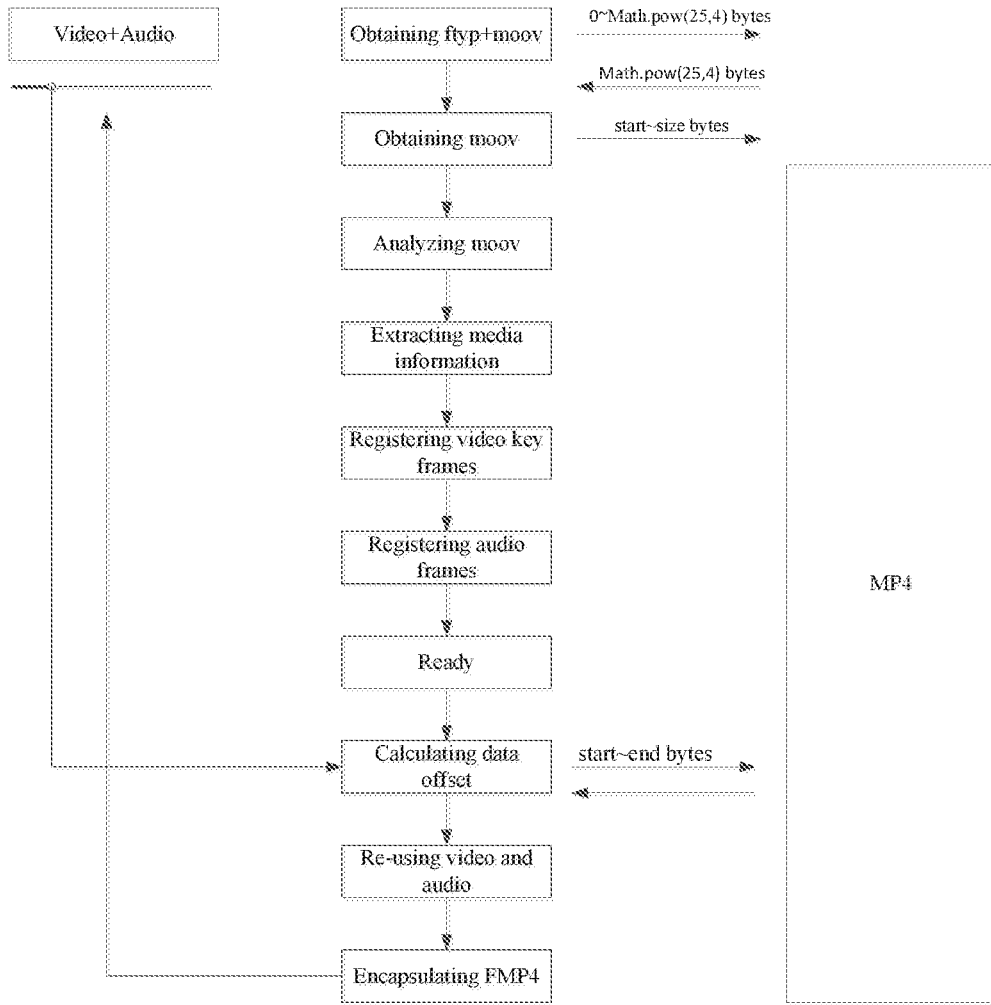 Video+Audio
Obtaining ftyp+moov
0~Math.pow(25,4) bytes
Math.pow(25,4) bytes
Obtaining moov
start~size bytes
Analyzing moov
Extracting media
information
Registering video key
frames
Registering audio
frames
MP4
Ready
Calculating data
offset
start~end bytes
Re-using video and
audio
Encapsulating FMP4